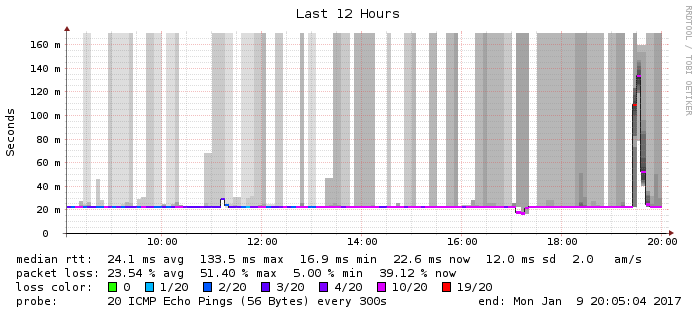 Last 12 Hours
RRDTOOL / TOBI OETIKER
Seconds
160 m
140 m
120 m
100 m
80 m
60 m
40 m
20 m
0
10:00 12:00 14:00 16:00 18:00 20:00
median rtt: 24.1 ms avg 133.5 ms max 16.9 ms min 22.6 ms now 12.0 ms sd 2.0 am/s
packet loss: 23.54 % avg 51.40 % max 5.00 % min 39.12 % now
loss color: 0 1/20 2/20 3/20 4/20 10/20 19/20
probe: 20 ICMP Echo Pings (56 Bytes) every 300s end: Mon Jan 9 20:05:04 2017